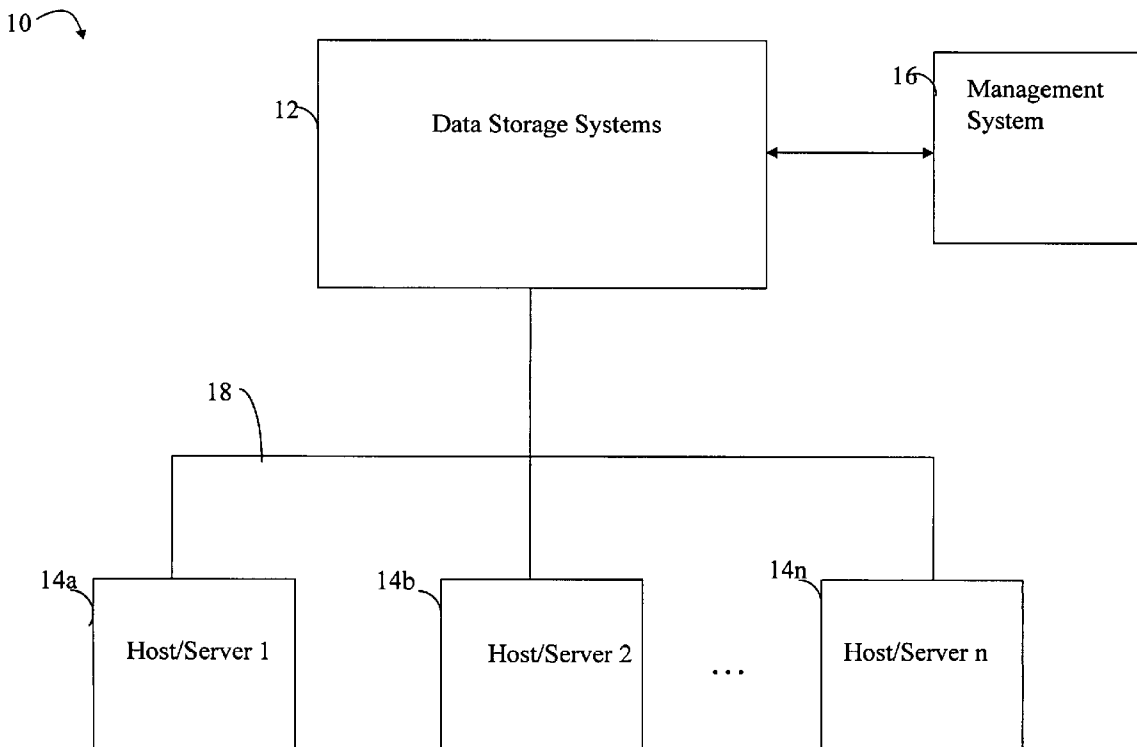 10
12
Data Storage Systems
16
Management
System
18
14a
Host/Server 1
14b
Host/Server 2
...
14n
Host/Server n